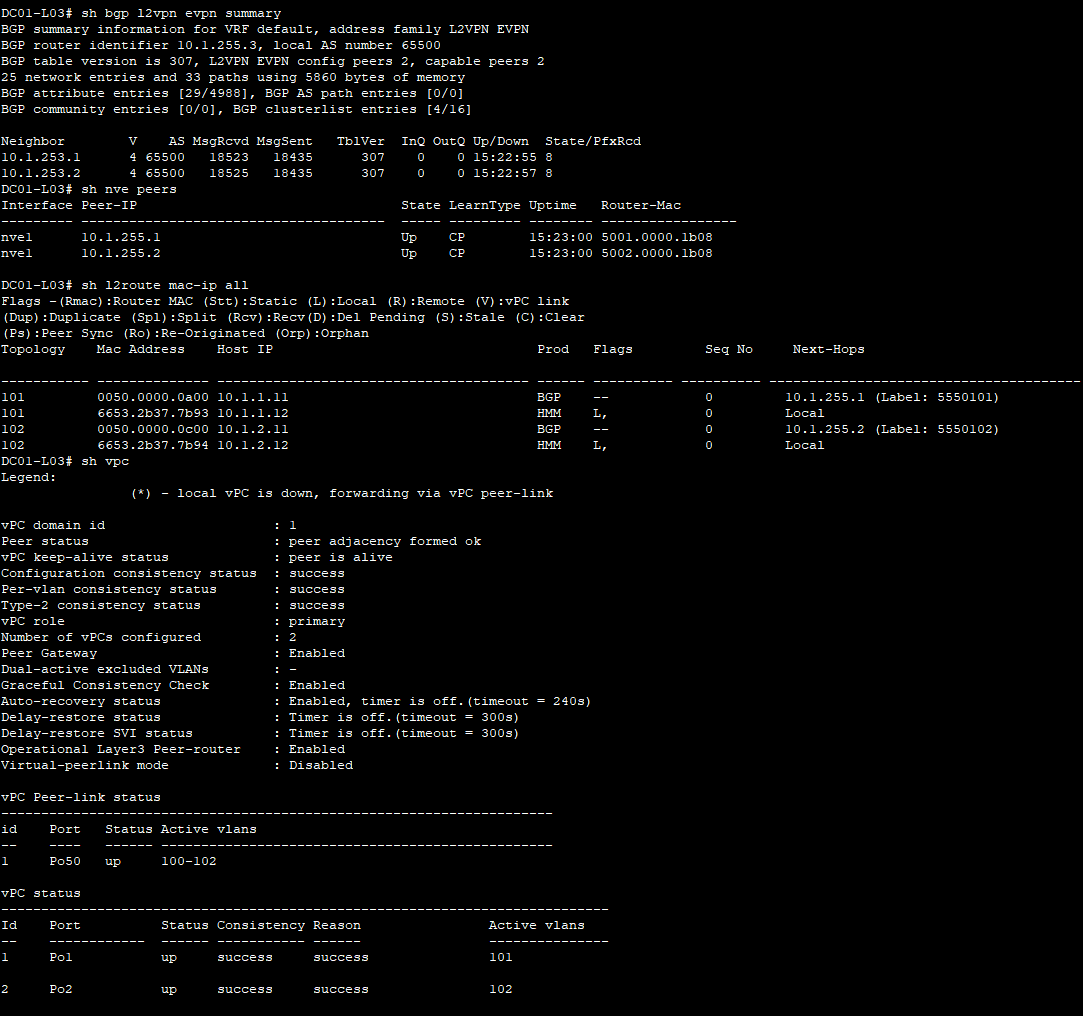 DC01-L03# sh bgp l2vpn evpn summary
BGP summary information for VRF default, address family L2VPN EVPN
BGP router identifier 10.1.255.3, local AS number 65500
BGP table version is 307, L2VPN EVPN config peers 2, capable peers 2
25 network entries and 33 paths using 5860 bytes of memory
BGP attribute entries [29/4988], BGP AS path entries [0/0]
BGP community entries [0/0], BGP clusterlist entries [4/16]

Neighbor        V    AS MsgRcvd MsgSent   TblVer  InQ OutQ Up/Down  State/PfxRcd
10.1.253.1      4 65500   18523   18435      307    0    0 15:22:55 8
10.1.253.2      4 65500   18525   18435      307    0    0 15:22:57 8
DC01-L03# sh nve peers
Interface Peer-IP                                 State LearnType Uptime   Router-Mac
--------- --------------------------------------  ----- --------- -------- -----------------
nve1      10.1.255.1                              Up    CP        15:23:00 5001.0000.1b08
nve1      10.1.255.2                              Up    CP        15:23:00 5002.0000.1b08

DC01-L03# sh l2route mac-ip all
Flags -(Rmac):Router MAC (Stt):Static (L):Local (R):Remote (V):vPC link
(Dup):Duplicate (Spl):Split (Rcv):Recv(D):Del Pending (S):Stale (C):Clear
(Ps):Peer Sync (Ro):Re-Originated (Orp):Orphan
Topology    Mac Address    Host IP                                 Prod   Flags         Seq No     Next-Hops
----------- -------------- --------------------------------------- ------ ---------- ---------- ---------------------------------------
101         0050.0000.0a00 10.1.1.11                               BGP    --            0         10.1.255.1 (Label: 5550101)
101         6653.2b37.7b93 10.1.1.12                               HMM    L,            0         Local
102         0050.0000.0c00 10.1.2.11                               BGP    --            0         10.1.255.2 (Label: 5550102)
102         6653.2b37.7b94 10.1.2.12                               HMM    L,            0         Local
DC01-L03# sh vpc
Legend:
                (*) - local vPC is down, forwarding via vPC peer-link

vPC domain id                     : 1
Peer status                       : peer adjacency formed ok
vPC keep-alive status             : peer is alive
Configuration consistency status  : success
Per-vlan consistency status       : success
Type-2 consistency status         : success
vPC role                          : primary
Number of vPCs configured         : 2
Peer Gateway                      : Enabled
Dual-active excluded VLANs        : -
Graceful Consistency Check        : Enabled
Auto-recovery status              : Enabled, timer is off.(timeout = 240s)
Delay-restore status              : Timer is off.(timeout = 300s)
Delay-restore SVI status          : Timer is off.(timeout = 300s)
Operational Layer3 Peer-router    : Enabled
Virtual-peerlink mode             : Disabled

vPC Peer-link status
---------------------------------------------------------------------
id    Port   Status Active vlans
--    ----   ------ -------------------------------------------------
1     Po50   up     100-102

vPC status
----------------------------------------------------------------------------
Id    Port          Status Consistency Reason                Active vlans
--    ------------  ------ ----------- ------                ---------------
1     Po1           up     success     success               101

2     Po2           up     success     success               102